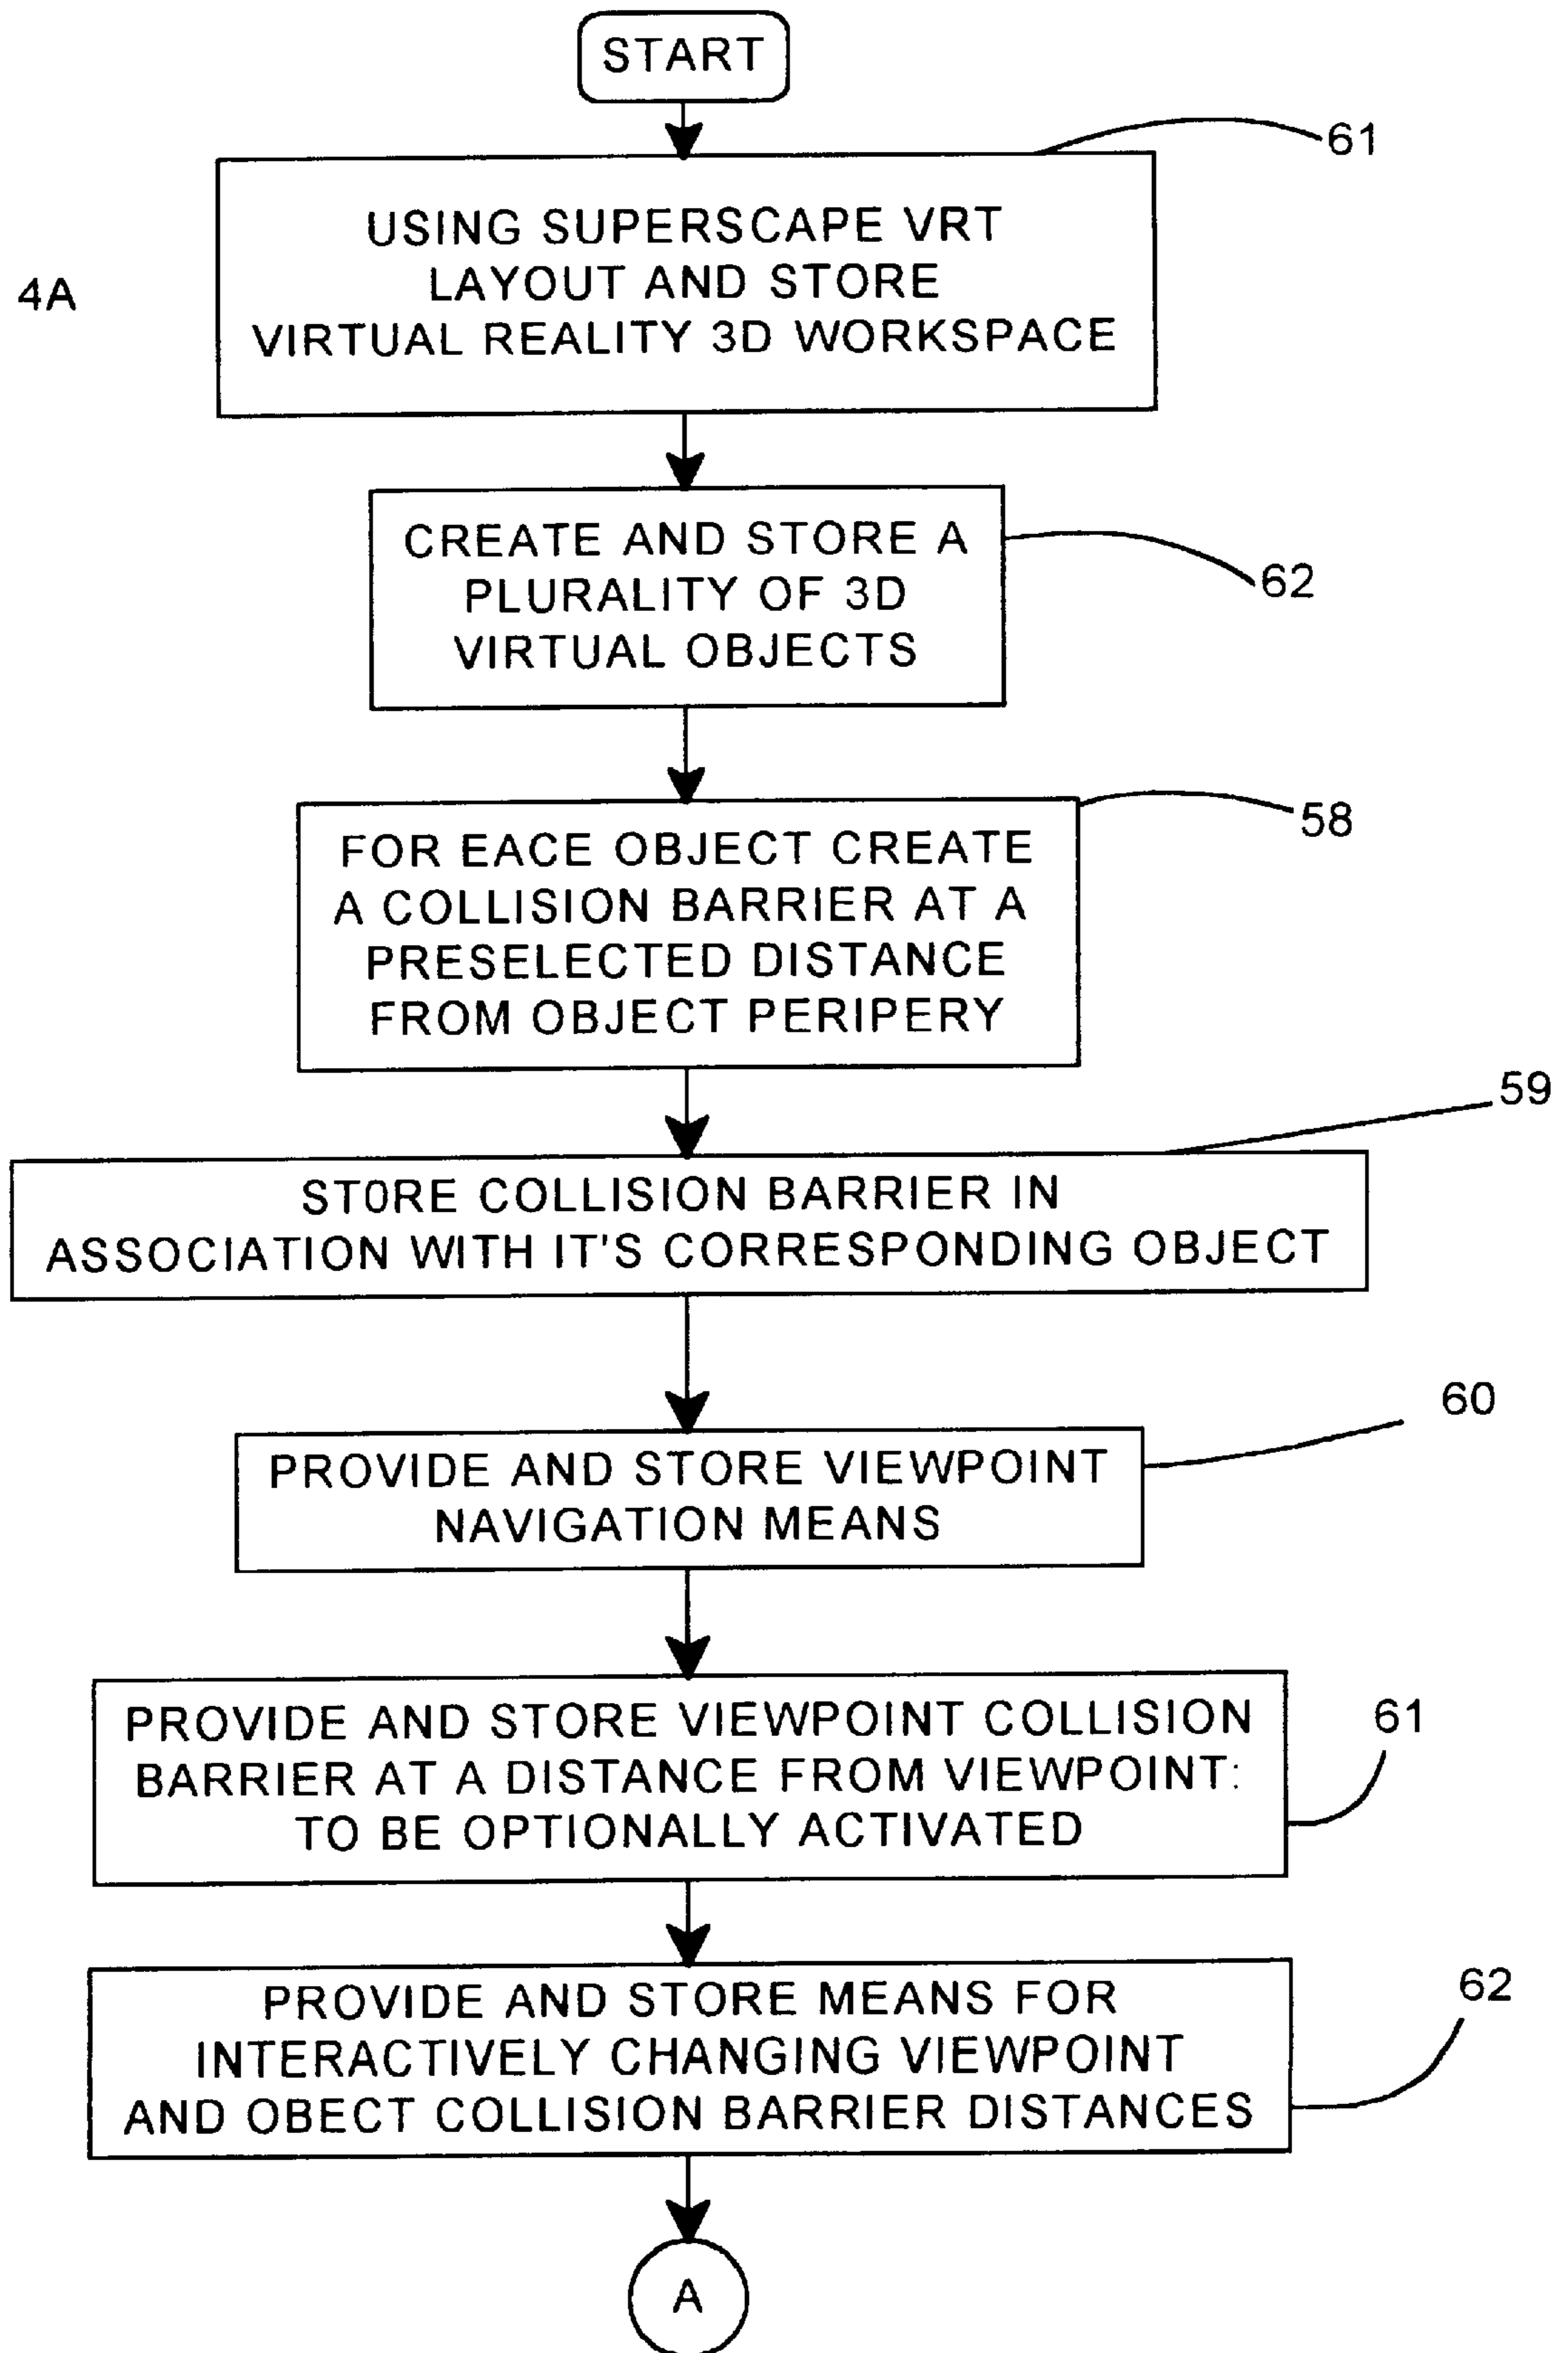 START
61
USING SUPERSCAPE VRT
LAYOUT AND STORE
VIRTUAL REALITY 3D WORKSPACE
4A
CREATE AND STORE A
PLURALITY OF 3D
VIRTUAL OBJECTS
62
58
FOR EACE OBJECT CREATE
A COLLISION BARRIER AT A
PRESELECTED DISTANCE
FROM OBJECT PERIPERY
59
STORE COLLISION BARRIER IN
ASSOCIATION WITH IT'S CORRESPONDING OBJECT
60
PROVIDE AND STORE VIEWPOINT
NAVIGATION MEANS
PROVIDE AND STORE VIEWPOINT COLLISION
BARRIER AT A DISTANCE FROM VIEWPOINT:
TO BE OPTIONALLY ACTIVATED
61
PROVIDE AND STORE MEANS FOR
INTERACTIVELY CHANGING VIEWPOINT
AND OBECT COLLISION BARRIER DISTANCES
62
A